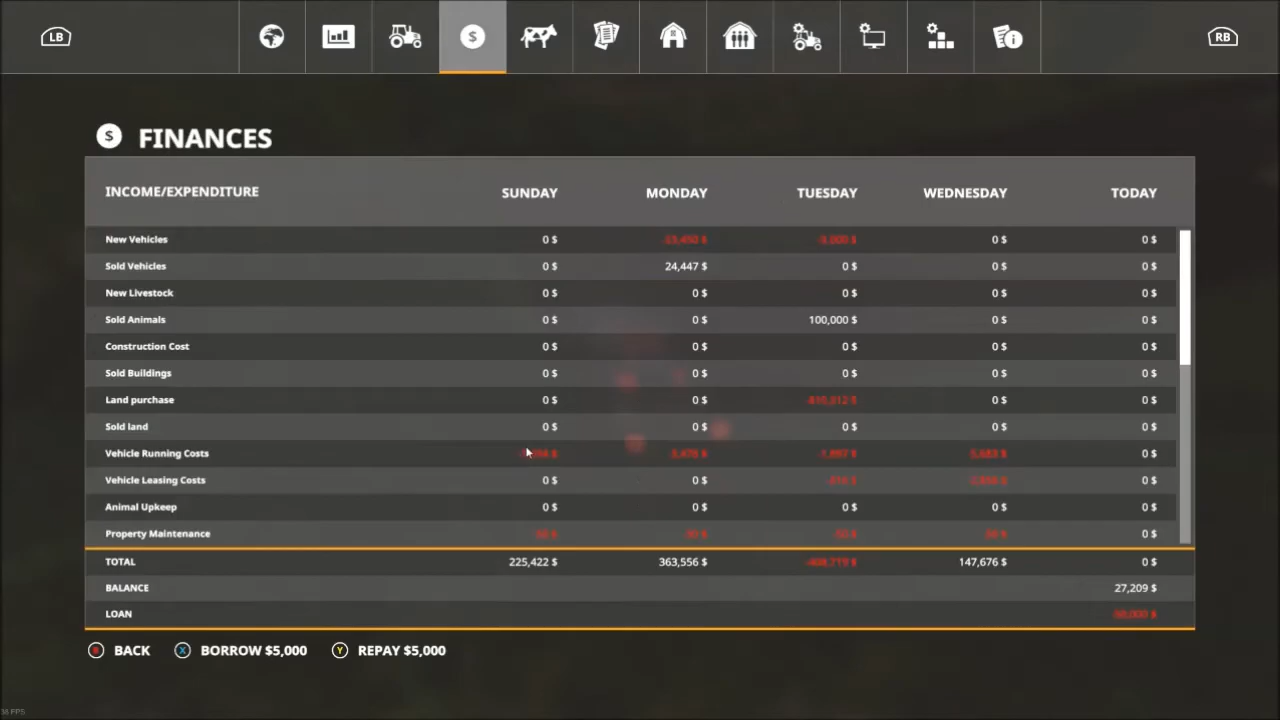 LB RB
FINANCES
INCOME/EXPENDITURE SUNDAY MONDAY TUESDAY WEDNESDAY TODAY
New Vehicles 0 $ 0 $ 0 $
Sold Vehicles 0 $ 24,447 $ 0 $ 0 $ 0 $
New Livestock 0 $ 0 $ 0 $ 0 $ 0 $
Sold Animals 0 $ 0 $ 100,000 $ 0 $ 0 $
Construction Cost 0 $ 0 $ 0 $ 0 $ 0 $
Sold Buildings 0 $ 0 $ 0 $ 0 $ 0 $
Land purchase 0 $ 0 $ 0 $ 0 $
Sold land 0 $ 0 $ 0 $ 0 $ 0 $
Vehicle Running Costs 0 $
Vehicle Leasing Costs 0 $ 0 $ 0 $
Animal Upkeep 0 $ 0 $ 0 $ 0 $ 0 $
Property Maintenance 0 $
TOTAL 225,422 $ 363,556 $ 147,676 $ 0 $
BALANCE 27,209 $
LOAN
BACK X BORROW $5,000 Y REPAY $5,000
38 FPS